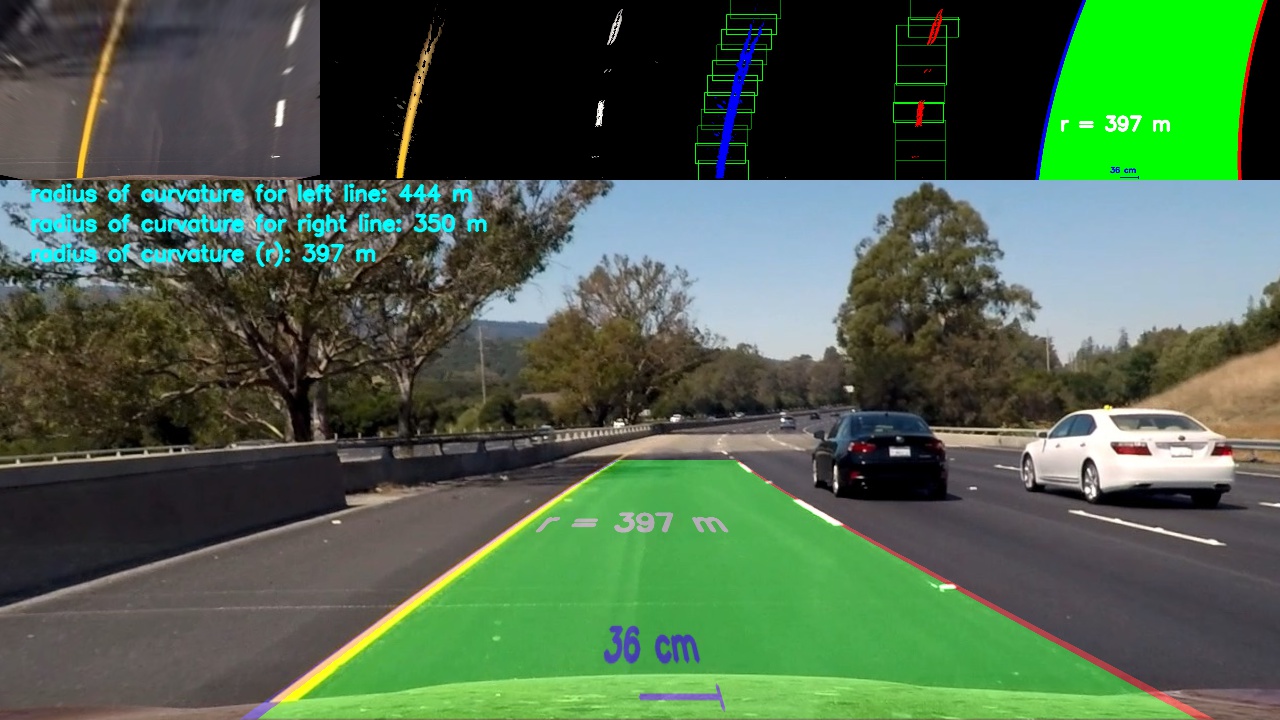 r = 397 m
36 cm
radius of curvature for left line: 444 m
radius of curvature for right line: 350 m
radius of curvature (r): 397 m
r = 397 m
36 cm